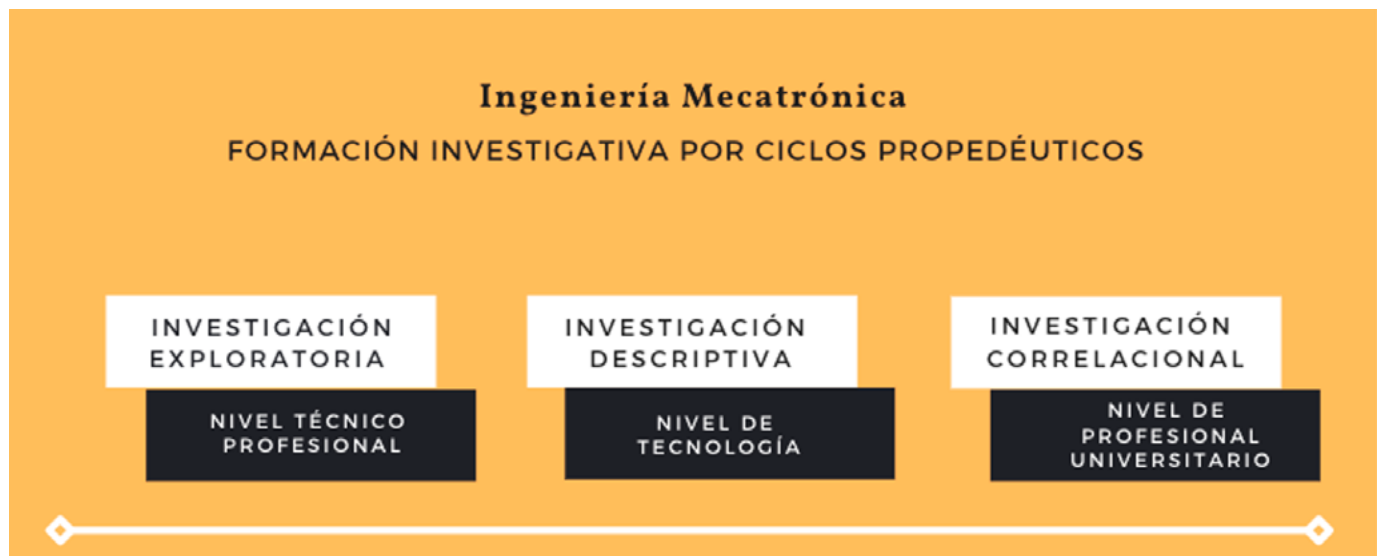 Ingeniería Mecatrónica
FORMACIÓN INVESTIGATIVA POR CICLOS PROPEDÉUTICOS
INVESTIGACIÓN
EXPLORATORIA
NIVEL TÉCNICO
PROFESIONAL
INVESTIGACIÓN
DESCRIPTIVA
NIVEL DE
TECNOLOGÍA
INVESTIGACIÓN
CORRELACIONAL
NIVEL DE
PROFESIONAL
UNIVERSITARIO